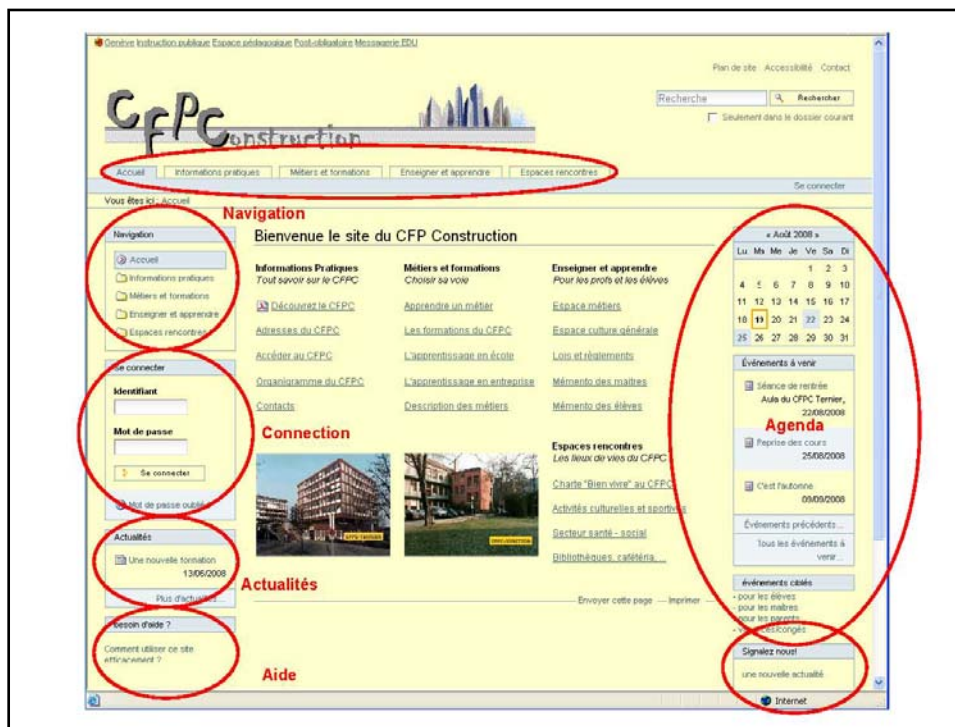 Genève Instruction publique Espace pédagogique Post-obligatoire Messagerie EDU
Plan de site Accessibilité Contact
Recherche Rechercher
Seulement dans le dossier courant
CFPConstruction
Accueil Informations pratiques Métiers et formations Enseigner et apprendre Espaces rencontres
Se connecter
Vous êtes ici : Accueil
Navigation
Navigation
Accueil
Informations pratiques
Métiers et formations
Enseigner et apprendre
Espaces rencontres
Se connecter
Identifiant
Mot de passe
Se connecter
Mot de passe oublié
Connection
Actualités
Une nouvelle formation
13/06/2008
Plus d'actualités...
Actualités
besoin d'aide ?
Comment utiliser ce site
efficacement ?
Aide
Bienvenue le site du CFP Construction
Informations Pratiques
Tout savoir sur le CFPC
Découvrez le CFPC
Adresses du CFPC
Accéder au CFPC
Organigramme du CFPC
Contacts
Métiers et formations
Choisir sa voie
Apprendre un métier
Les formations du CFPC
L'apprentissage en école
L'apprentissage en entreprise
Description des métiers
Enseigner et apprendre
Pour les profs et les élèves
Espace métiers
Espace culture générale
Lois et règlements
Mémento des maîtres
Mémento des élèves
Espaces rencontres
Les lieux de vies du CFPC
Charte "Bien vivre" au CFPC
Activités culturelles et sportives
Secteur santé - social
Bibliothèques, cafétéria,...
Envoyer cette page — Imprimer —
« Août 2008 »
Lu Ma Me Je Ve Sa Di
1 2 3
4 5 6 7 8 9 10
11 12 13 14 15 16 17
18 19 20 21 22 23 24
25 26 27 28 29 30 31
Événements à venir
Séance de rentrée
Aula du CFPC Ternier,
22/08/2008
Agenda
Reprise des cours
25/08/2008
C'est l'automne
09/09/2008
Événements précédents...
Tous les événements à
venir...
événements ciblés
- pour les élèves
- pour les maîtres
- pour les parents
Signalez nous!
une nouvelle actualité
Internet